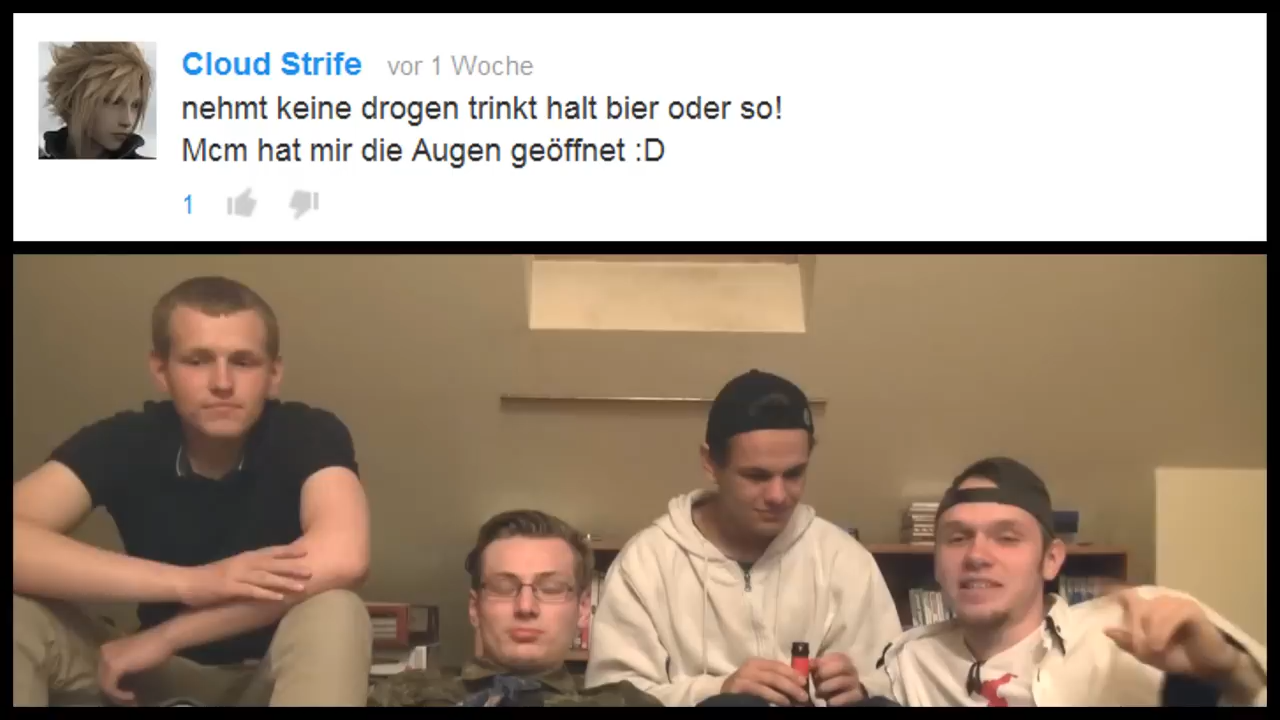 Cloud Strife vor 1 Woche
nehmt keine drogen trinkt halt bier oder so!
Mcm hat mir die Augen geöffnet :D
1